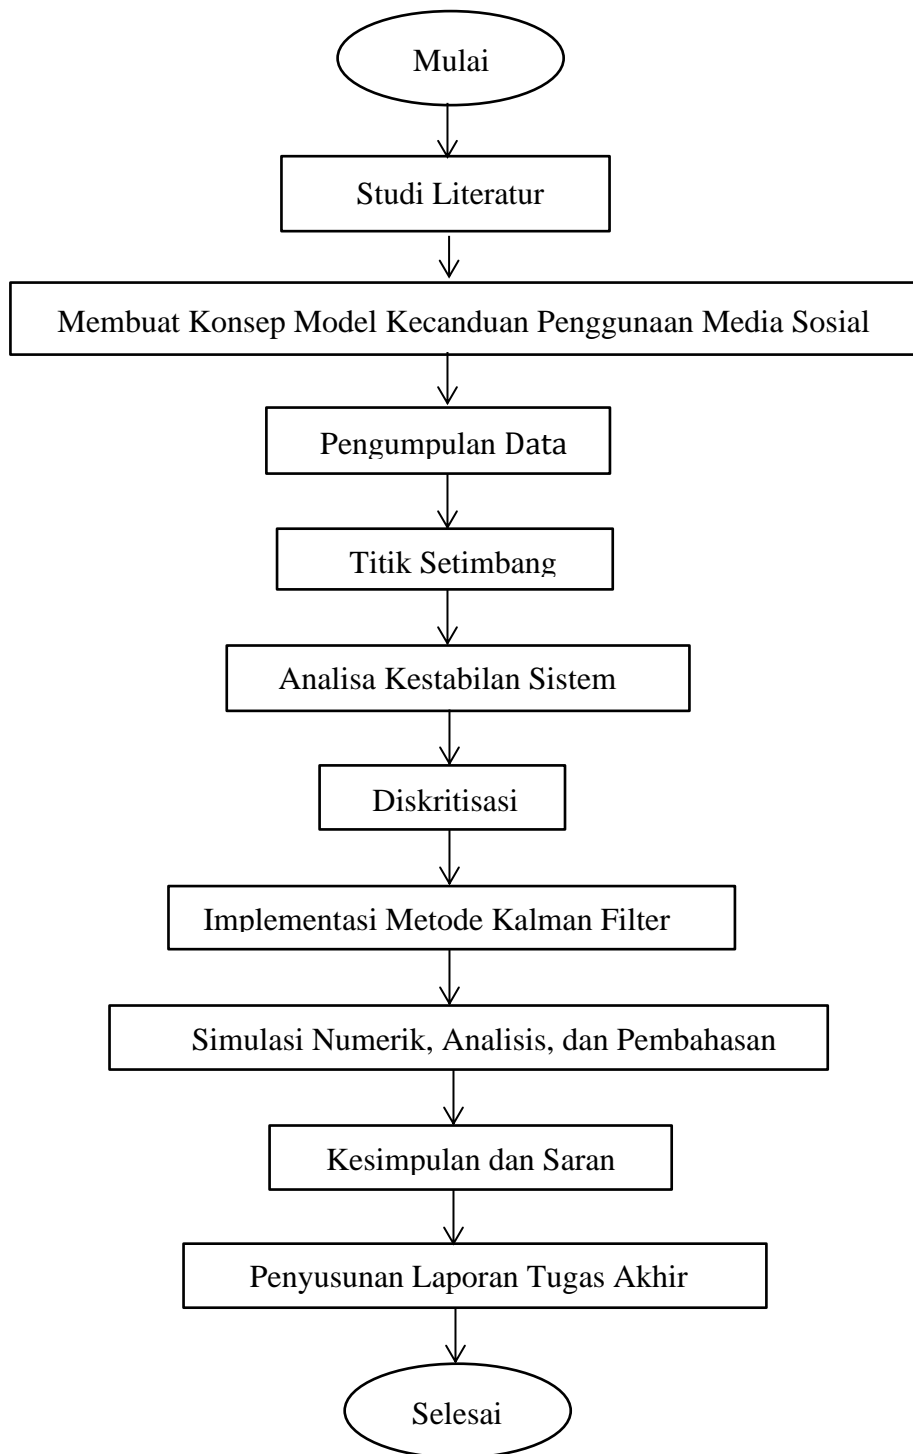 Mulai
Studi Literatur
Membuat Konsep Model Kecanduan Penggunaan Media Sosial
Pengumpulan Data
Titik Setimbang
Analisa Kestabilan Sistem
Diskritisasi
Implementasi Metode Kalman Filter
Simulasi Numerik, Analisis, dan Pembahasan
Kesimpulan dan Saran
Penyusunan Laporan Tugas Akhir
Selesai